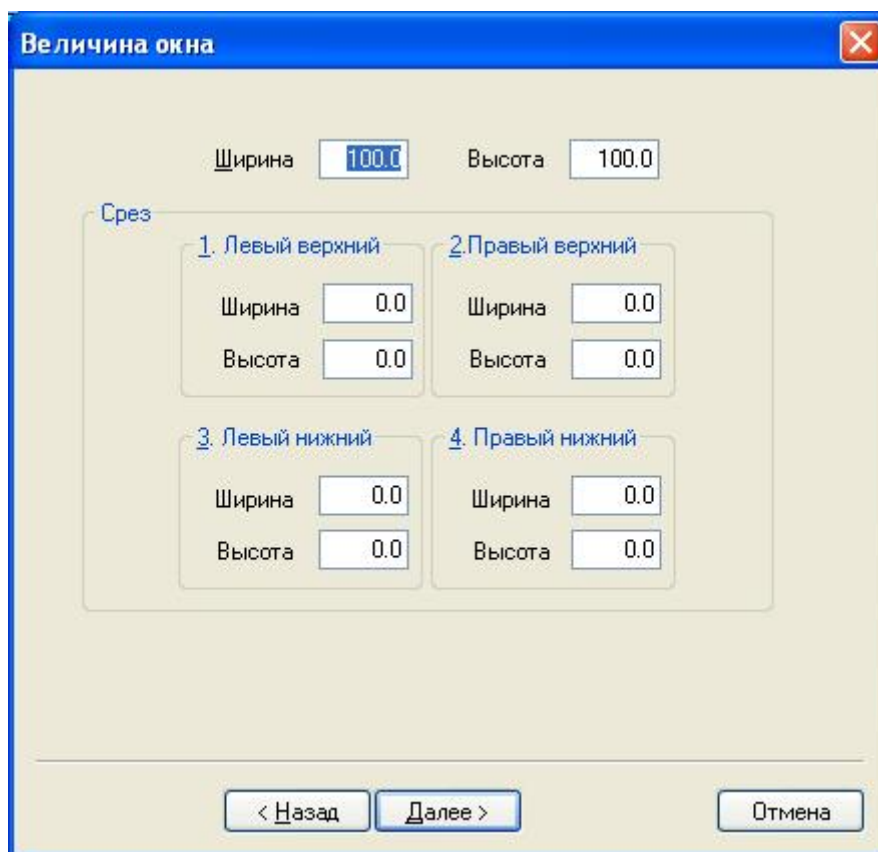 Величина окна
Ширина 100.0 Высота 100.0
Срез
1. Левый верхний 2.Правый верхний
Ширина 0.0 Ширина 0.0
Высота 0.0 Высота 0.0
3. Левый нижний 4. Правый нижний
Ширина 0.0 Ширина 0.0
Высота 0.0 Высота 0.0
< Назад Далее > Отмена